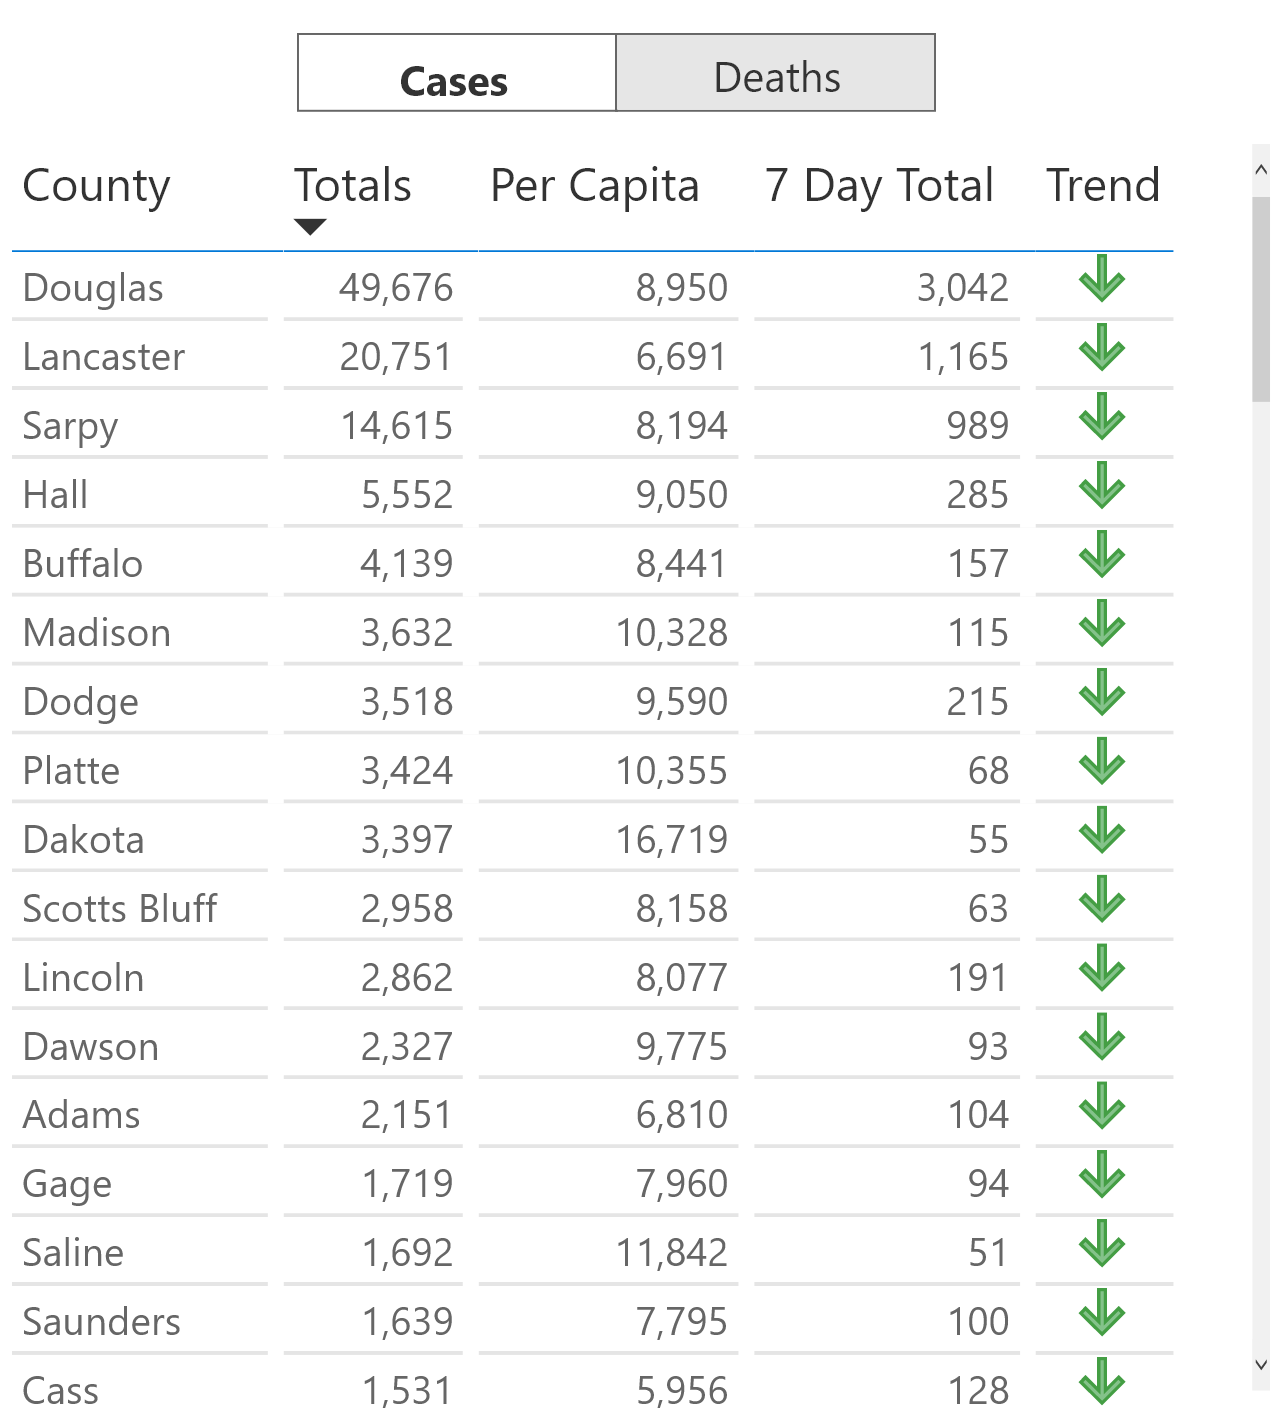 Cases Deaths
County Totals Per Capita 7 Day Total Trend
Douglas 49,676 8,950 3,042
Lancaster 20,751 6,691 1,165
Sarpy 14,615 8,194 989
Hall 5,552 9,050 285
Buffalo 4,139 8,441 157
Madison 3,632 10,328 115
Dodge 3,518 9,590 215
Platte 3,424 10,355 68
Dakota 3,397 16,719 55
Scotts Bluff 2,958 8,158 63
Lincoln 2,862 8,077 191
Dawson 2,327 9,775 93
Adams 2,151 6,810 104
Gage 1,719 7,960 94
Saline 1,692 11,842 51
Saunders 1,639 7,795 100
Cass 1,531 5,956 128